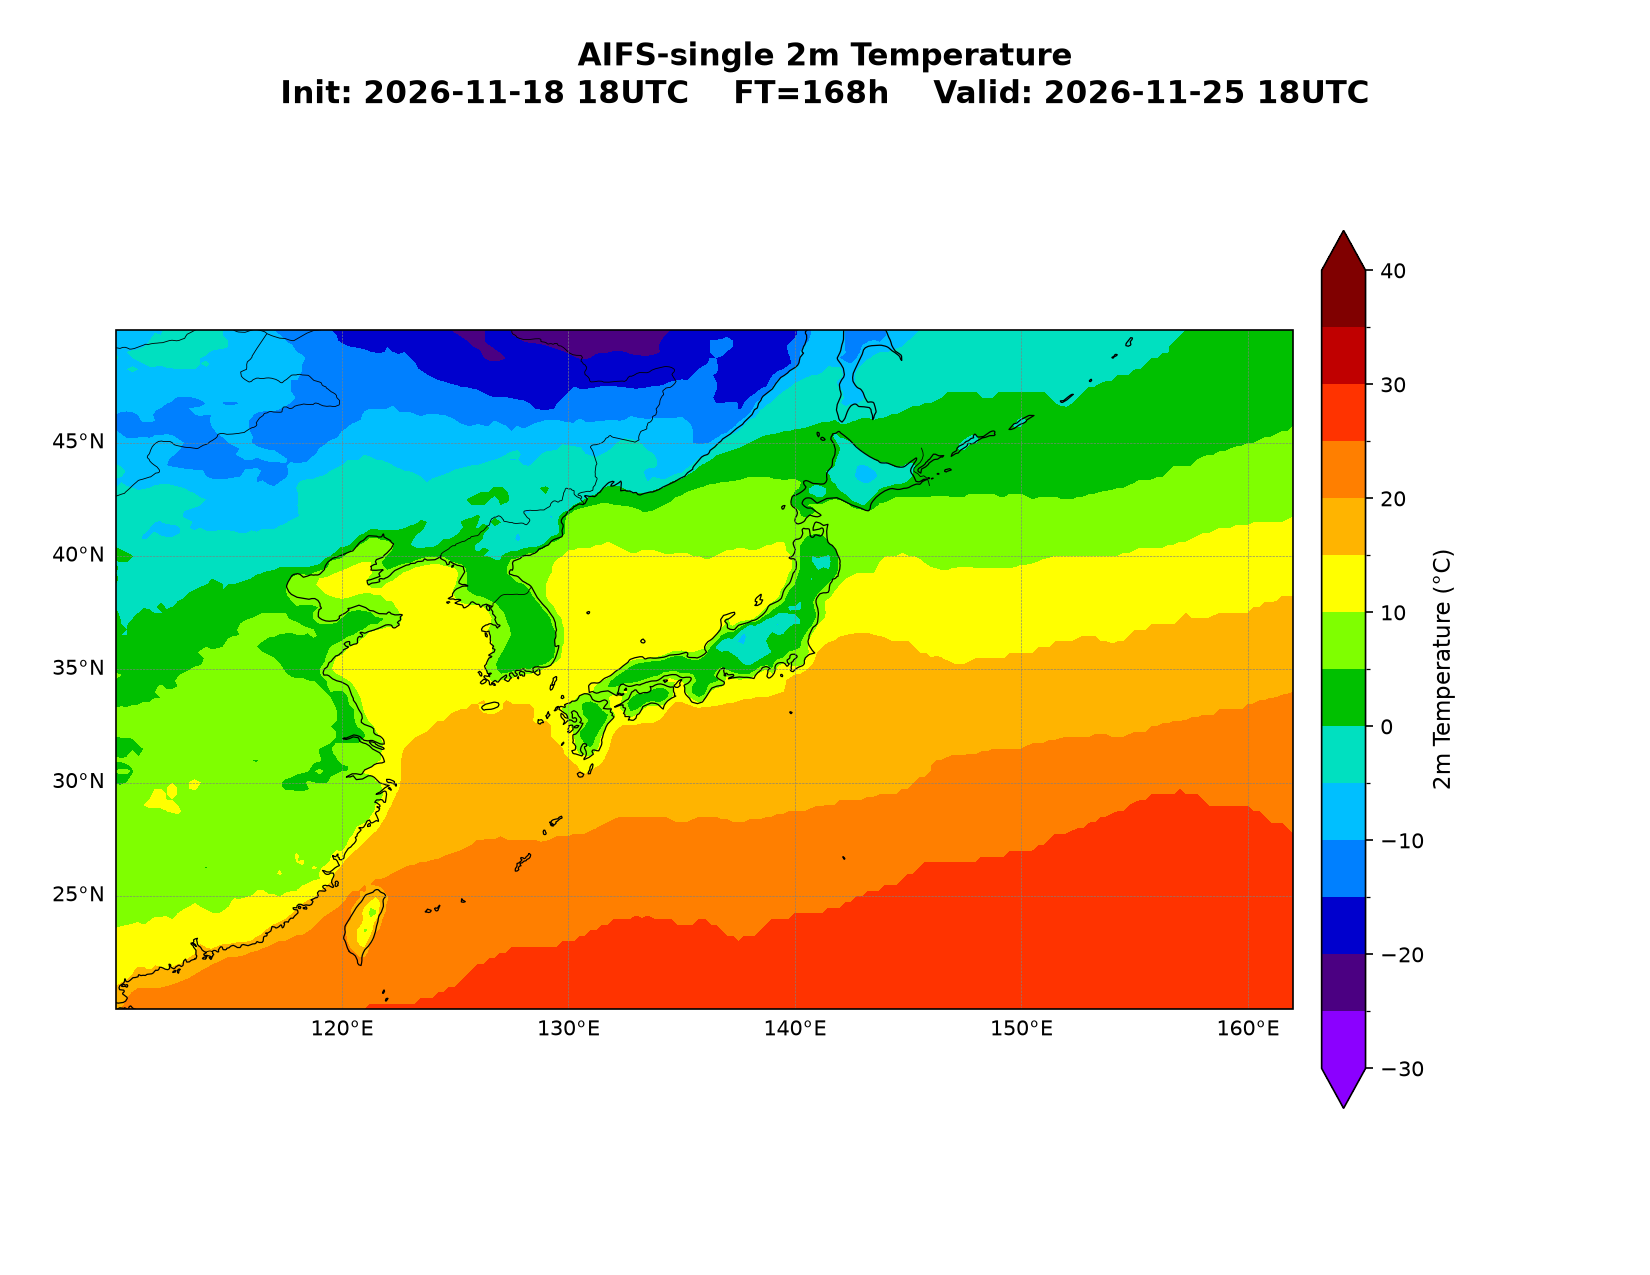 AIFS-single 2m Temperature
Init: 2026-11-18 18UTC    FT=168h    Valid: 2026-11-25 18UTC
45°N
40°N
35°N
30°N
25°N
120°E
130°E
140°E
150°E
160°E
40
30
20
10
0
−10
−20
−30
2m Temperature (°C)